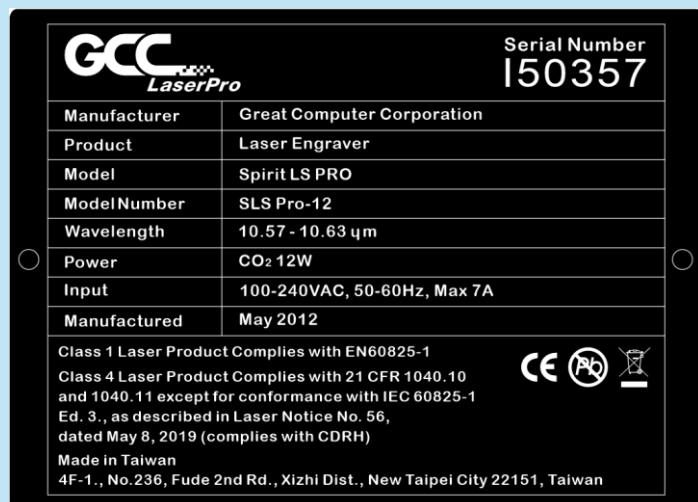 GCC
LaserPro
Serial Number
I50357
Manufacturer Great Computer Corporation
Product Laser Engraver
Model Spirit LS PRO
Model Number SLS Pro-12
Wavelength 10.57 - 10.63 ɥm
Power CO₂ 12W
Input 100-240VAC, 50-60Hz, Max 7A
Manufactured May 2012
Class 1 Laser Product Complies with EN60825-1
Class 4 Laser Product Complies with 21 CFR 1040.10
and 1040.11 except for conformance with IEC 60825-1
Ed. 3., as described in Laser Notice No. 56,
dated May 8, 2019 (complies with CDRH)
CE Pb
Made in Taiwan
4F-1., No.236, Fude 2nd Rd., Xizhi Dist., New Taipei City 22151, Taiwan